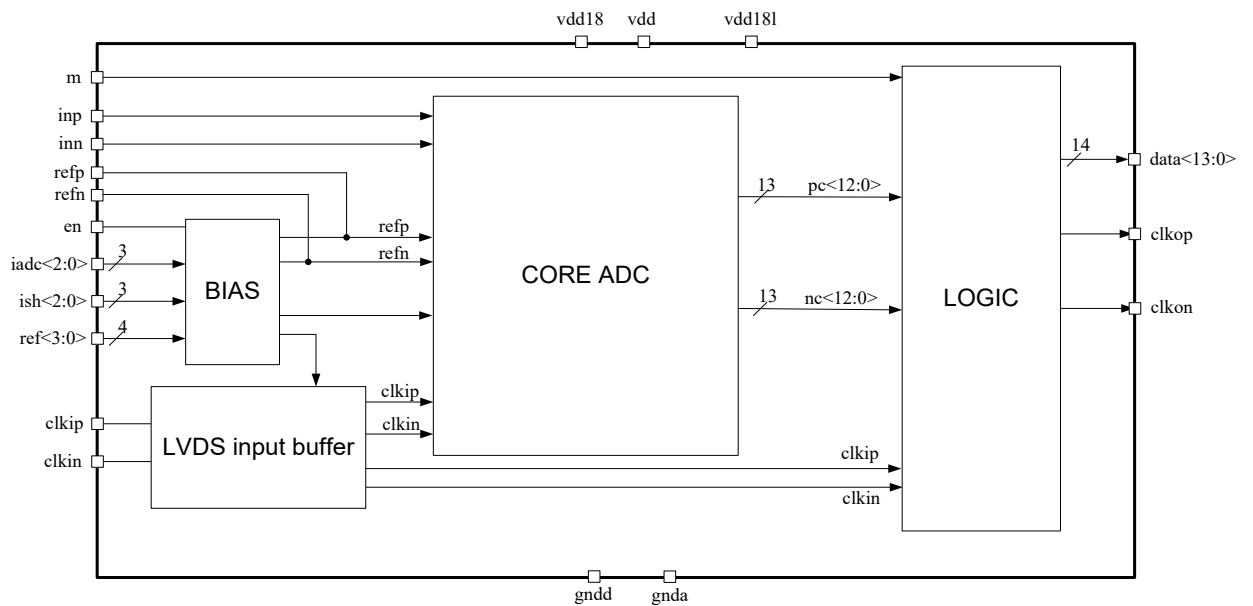 vdd18 vdd vdd18l
m
inp
inn
refp
refn
en
iadc<2:0> 3
ish<2:0> 3
ref<3:0> 4
clkip
clkin
BIAS
LVDS input buffer
refp
refn
clkip
clkin
CORE ADC
13 pc<12:0>
13 nc<12:0>
clkip
clkin
LOGIC
14 data<13:0>
clkop
clkon
gndd gnda